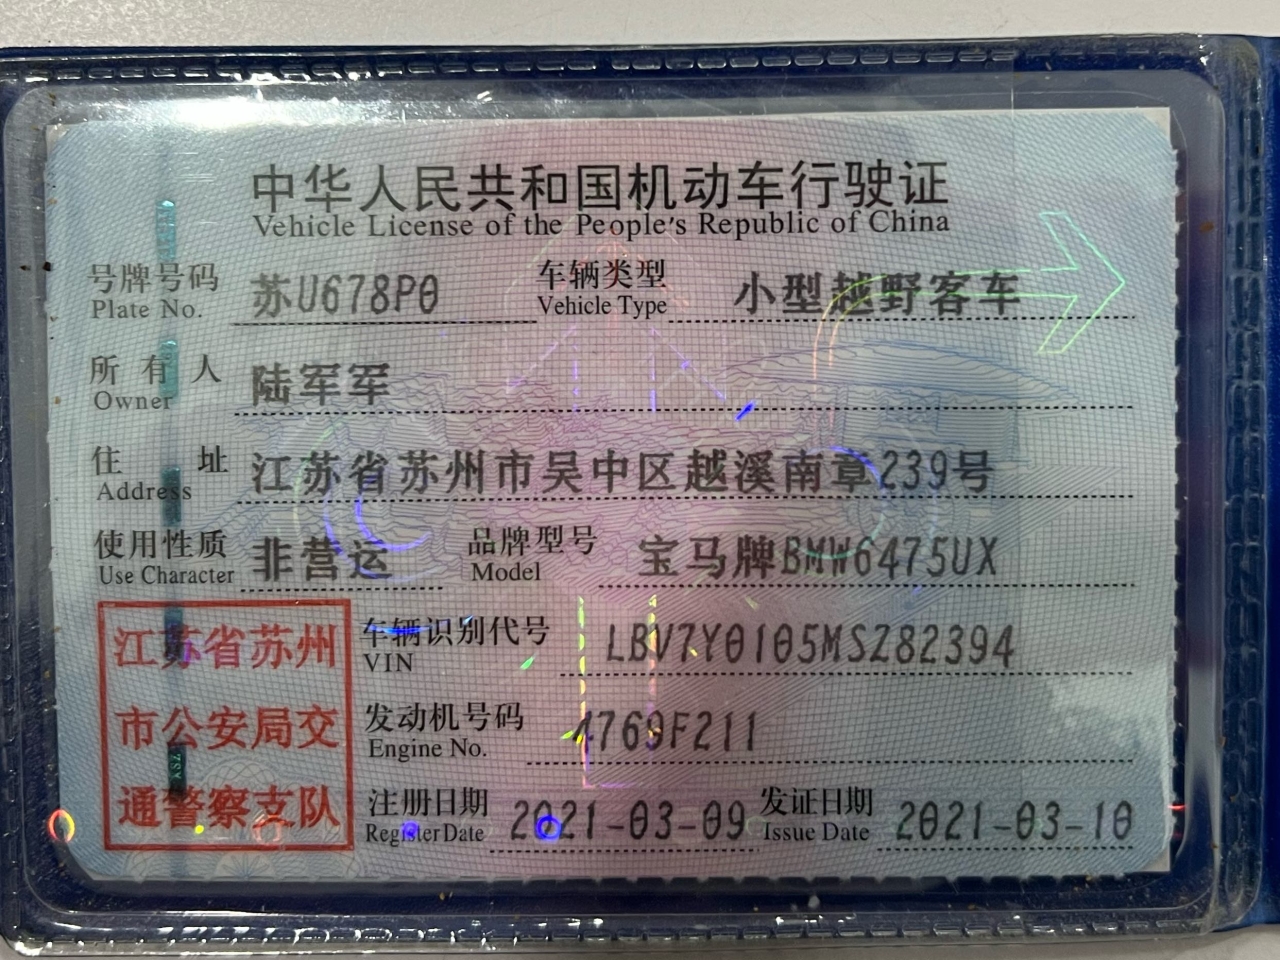 中华人民共和国机动车行驶证
Vehicle License of the People's Republic of China
号牌号码 苏U678P0 车辆类型 小型越野客车
Plate No. Vehicle Type
所有人 陆军军
Owner
住址 江苏省苏州市吴中区越溪南章239号
Address
使用性质 非营运 品牌型号 宝马牌BMW6475UX
Use Character Model
江苏省苏州
市公安局交
通警察支队
车辆识别代号 LBV7Y0105MSZ82394
VIN
发动机号码 4769F211
Engine No.
注册日期 2021-03-09 发证日期 2021-03-10
Register Date Issue Date